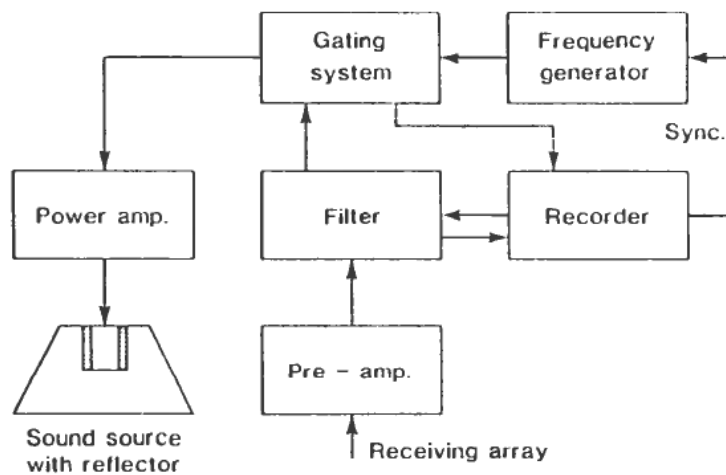 Gating
system
Frequency
generator
Sync.
Power amp.
Filter
Recorder
Pre - amp.
Sound source
with reflector
Receiving array